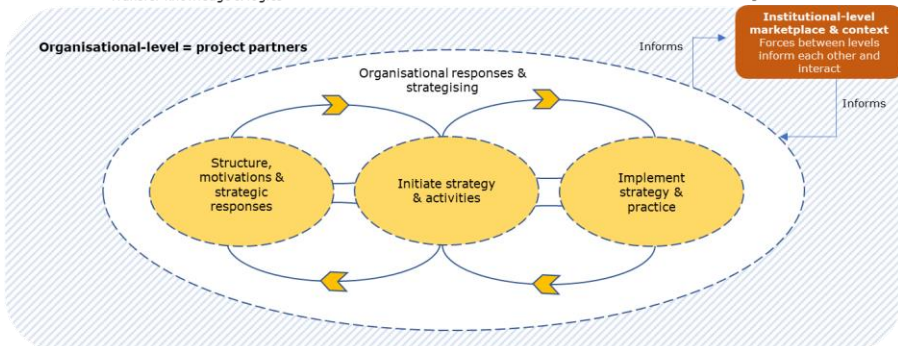 Institutional-level
marketplace & context
Forces between levels
inform each other and
interact
Organisational-level = project partners
Informs
Organisational responses &
strategising
Informs
Structure,
motivations &
strategic
responses
Initiate strategy
& activities
Implement
strategy &
practice